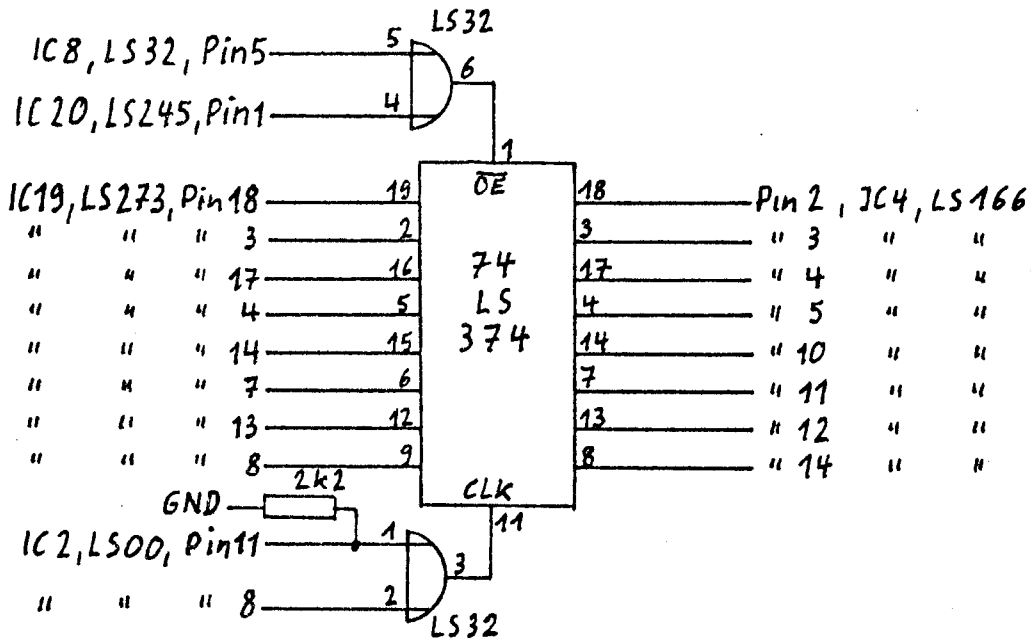 LS32
IC8, LS32, Pin5 5
6
IC20, LS245, Pin1 4
1
OE
IC19, LS273, Pin18 19 18 Pin 2, IC4, LS166
" " " 3 2 3 " 3 " "
" " " 17 16 17 " 4 " "
" " " 4 5 4 " 5 " "
" " " 14 15 14 " 10 " "
" " " 7 6 7 " 11 " "
" " " 13 12 13 " 12 " "
" " " 8 9 8 " 14 " "
74
LS
374
2k2
CLK
GND
11
IC2, LS00, Pin11 1
3
" " " 8 2
LS32